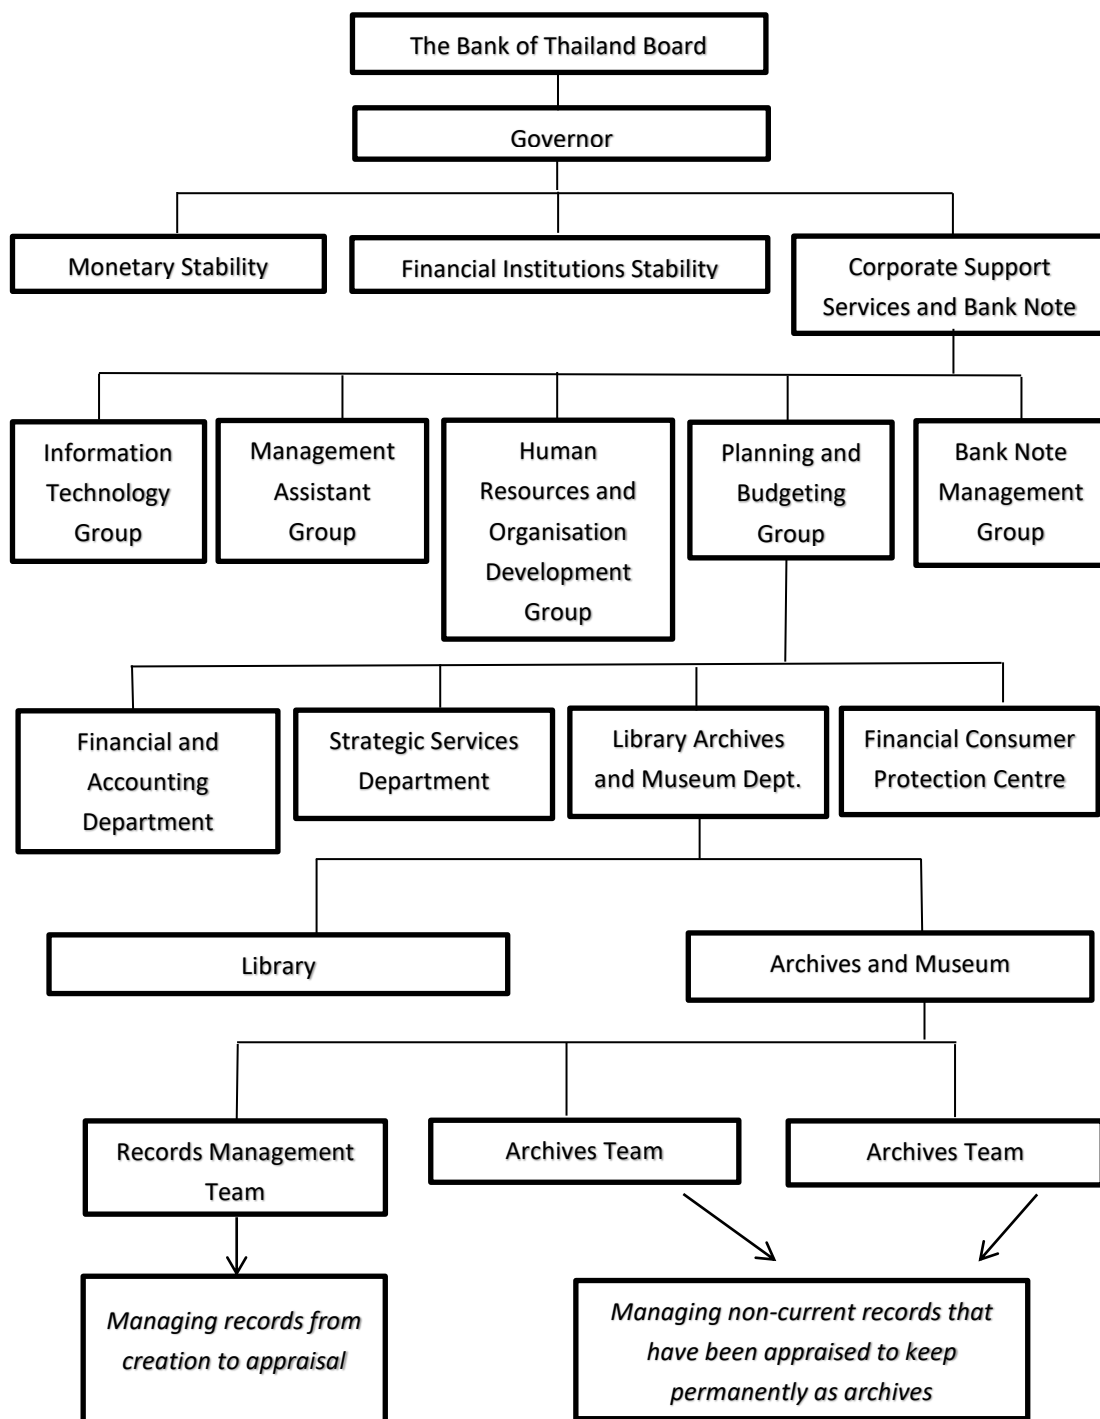 The Bank of Thailand Board
Governor
Monetary Stability
Financial Institutions Stability
Corporate Support
Services and Bank Note
Information
Technology
Group
Management
Assistant
Group
Human
Resources and
Organisation
Development
Group
Planning and
Budgeting
Group
Bank Note
Management
Group
Financial and
Accounting
Department
Strategic Services
Department
Library Archives
and Museum Dept.
Financial Consumer
Protection Centre
Library
Archives and Museum
Records Management
Team
Archives Team
Archives Team
Managing records from
creation to appraisal
Managing non-current records that
have been appraised to keep
permanently as archives